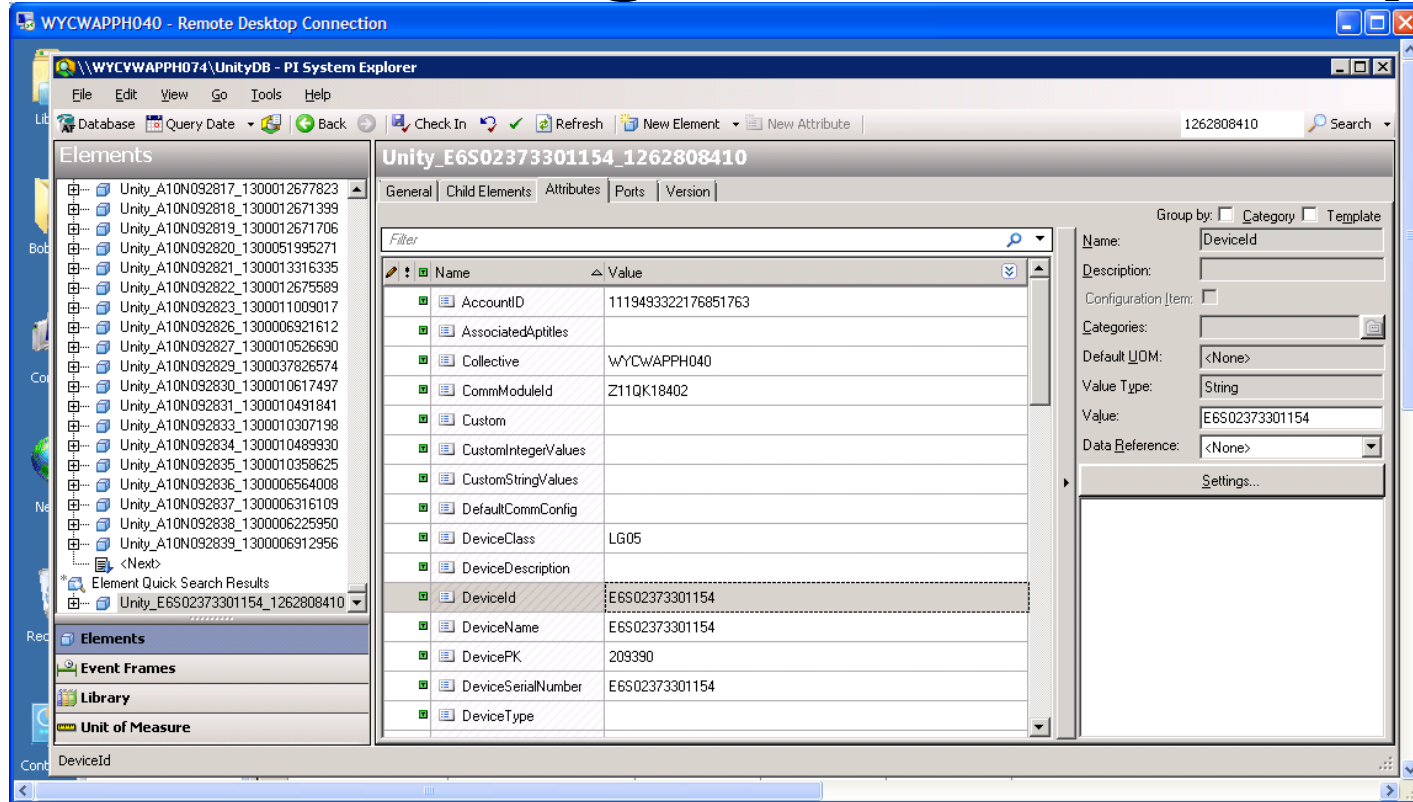 WYCWAPPH040 - Remote Desktop Connection
\\WYCVWAPPH074\UnityDB - PI System Explorer
File Edit View Go Tools Help
Database Query Date Back Check In Refresh New Element New Attribute 1262808410 Search
Elements
Unity_A10N092817_1300012677823
Unity_A10N092818_1300012671399
Unity_A10N092819_1300012671706
Unity_A10N092820_1300051995271
Unity_A10N092821_1300013316335
Unity_A10N092822_1300012675589
Unity_A10N092823_1300011009017
Unity_A10N092826_1300006921612
Unity_A10N092827_1300010526690
Unity_A10N092829_1300037826574
Unity_A10N092830_1300010617497
Unity_A10N092831_1300010491841
Unity_A10N092833_1300010307198
Unity_A10N092834_1300010489930
Unity_A10N092835_1300010358625
Unity_A10N092836_1300006564008
Unity_A10N092837_1300006316109
Unity_A10N092838_1300006225950
Unity_A10N092839_1300006912956
<Next>
Element Quick Search Results
Unity_E6S02373301154_1262808410
Elements
Event Frames
Library
Unit of Measure
Unity_E6S02373301154_1262808410
General Child Elements Attributes Ports Version
Group by: Category Template
Filter
Name Value
AccountID 1119493322176851763
AssociatedAptitles
Collective WYCWAPPH040
CommModuleId Z11QK18402
Custom
CustomIntegerValues
CustomStringValues
DefaultCommConfig
DeviceClass LG05
DeviceDescription
DeviceId E6S02373301154
DeviceName E6S02373301154
DevicePK 209390
DeviceSerialNumber E6S02373301154
DeviceType
Name: DeviceId
Description:
Configuration Item:
Categories:
Default UOM: <None>
Value Type: String
Value: E6S02373301154
Data Reference: <None>
Settings...
DeviceId